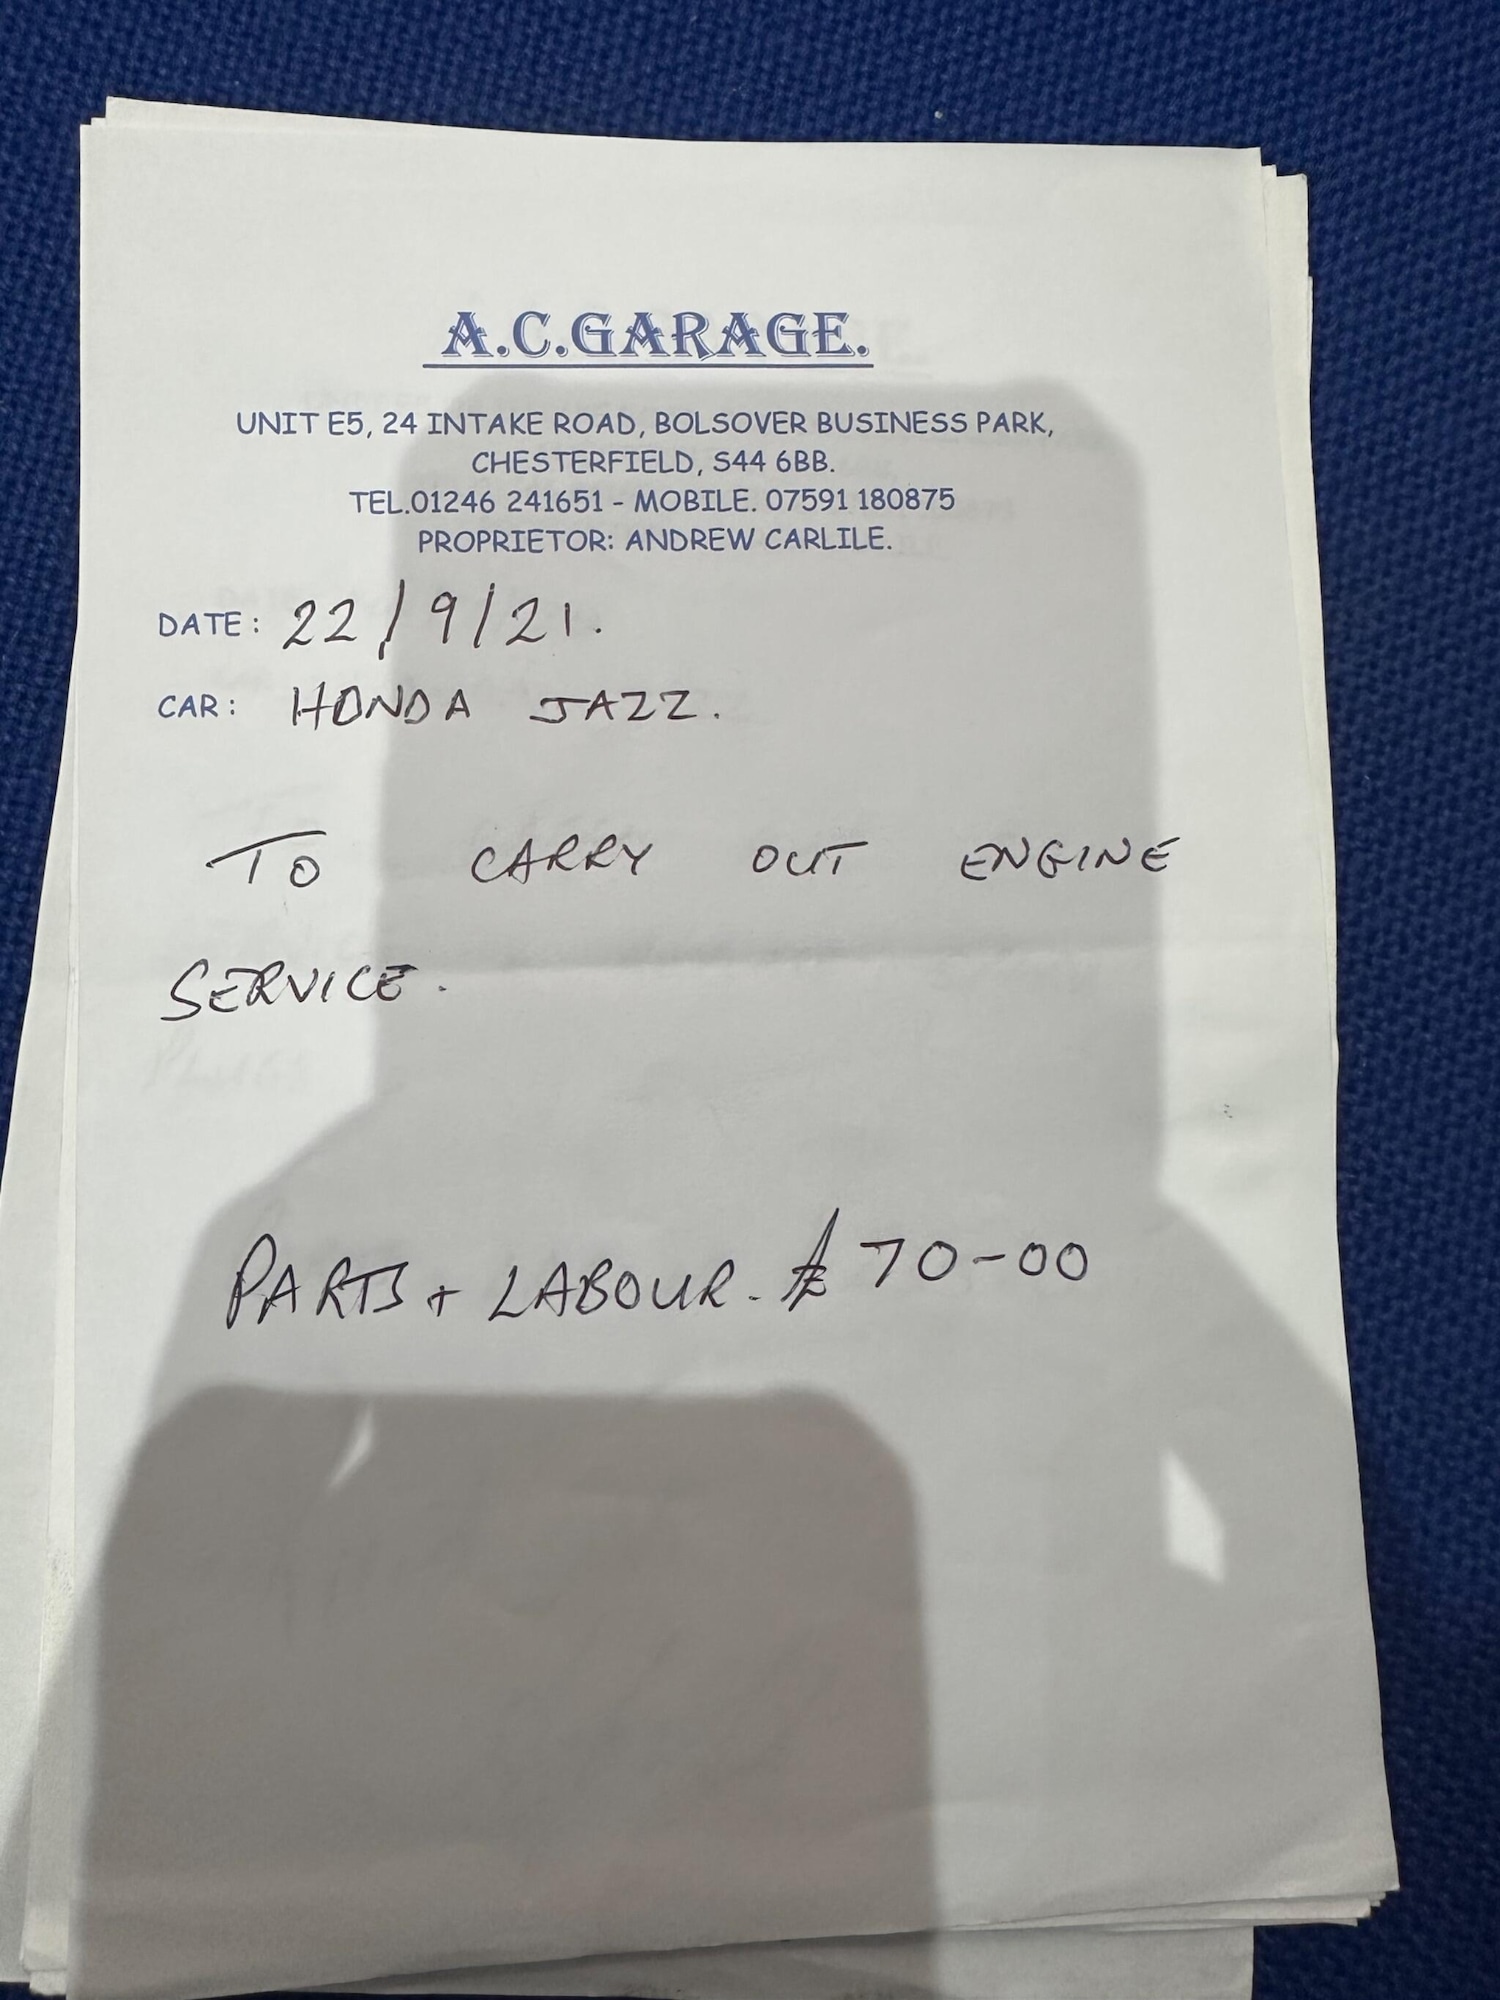 A.C.GARAGE.
UNIT E5, 24 INTAKE ROAD, BOLSOVER BUSINESS PARK,
CHESTERFIELD, S44 6BB.
TEL.01246 241651 - MOBILE. 07591 180875
PROPRIETOR: ANDREW CARLILE.
DATE: 22/9/21.
CAR: HONDA JAZZ.
TO CARRY OUT ENGINE
SERVICE.
PARTS + LABOUR. £70-00